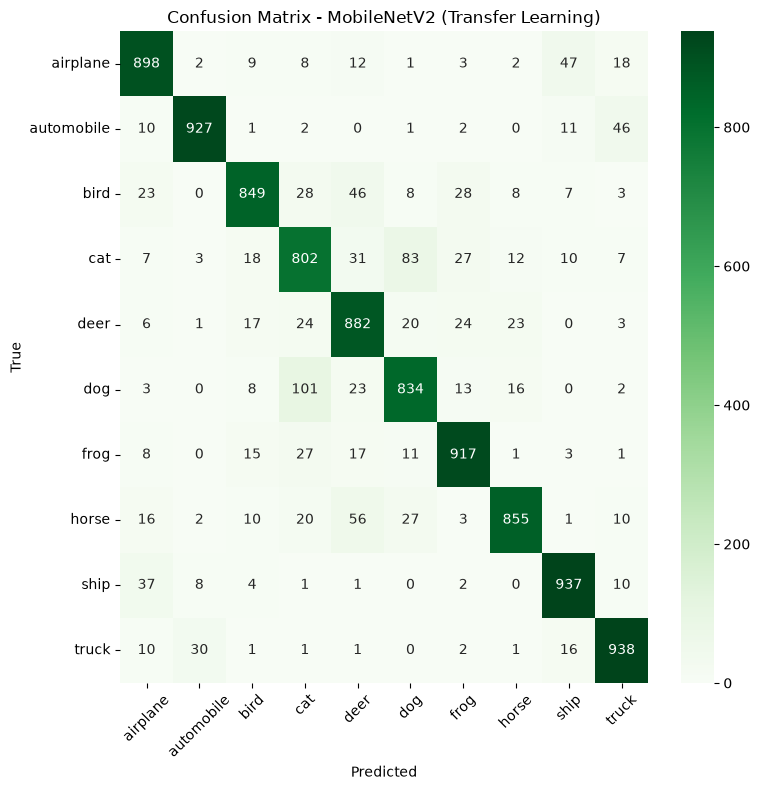 Confusion Matrix - MobileNetV2 (Transfer Learning)
airplane 898 2 9 8 12 1 3 2 47 18
automobile 10 927 1 2 0 1 2 0 11 46
800
bird 23 0 849 28 46 8 28 8 7 3
cat 7 3 18 802 31 83 27 12 10 7
600
deer 6 1 17 24 882 20 24 23 0 3
True
dog 3 0 8 101 23 834 13 16 0 2
400
frog 8 0 15 27 17 11 917 1 3 1
horse 16 2 10 20 56 27 3 855 1 10
200
ship 37 8 4 1 1 0 2 0 937 10
truck 10 30 1 1 1 0 2 1 16 938
0
airplane automobile bird cat deer dog frog horse ship truck
Predicted